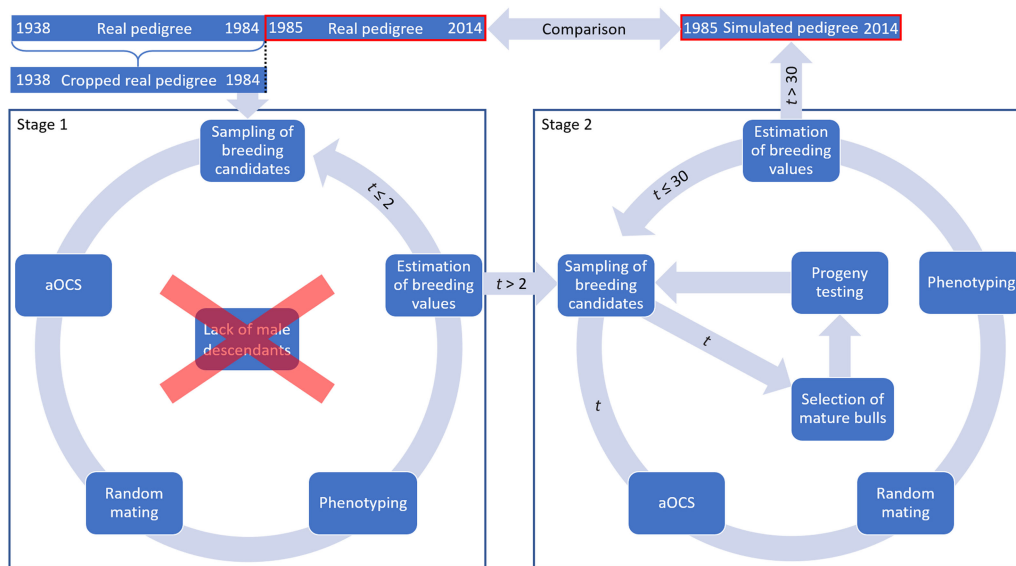 1938 Real pedigree 1984
1985 Real pedigree 2014
Comparison
1985 Simulated pedigree 2014
1938 Cropped real pedigree 1984
t > 30
Stage 1
Sampling of
breeding
candidates
t ≤ 2
aOCS
Estimation
of breeding
values
Lack of male
descendants
Random
mating
Phenotyping
t > 2
Stage 2
Estimation
of breeding
values
t ≤ 30
Sampling of
breeding
candidates
Progeny
testing
Phenotyping
t
Selection of
mature bulls
t
aOCS
Random
mating